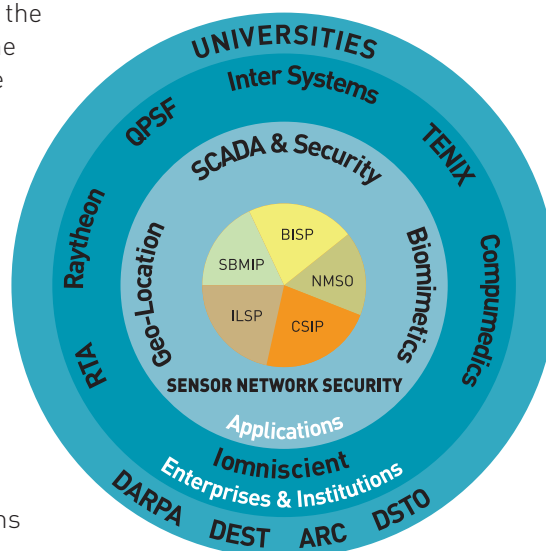 the
ne
e
UNIVERSITIES
Inter Systems
QPSF
TENIX
SCADA & Security
Raytheon
Geo-Location
Biomimetics
Compumedics
BISP
SBMIP
NMSO
ILSP
CSIP
RTA
SENSOR NETWORK SECURITY
Applications
Iomniscient
Enterprises & Institutions
DARPA
DEST
ARC
DSTO
ns